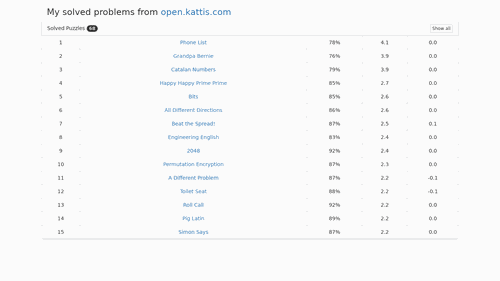 My solved problems from open.kattis.com
Solved Puzzles 68 Show all
1 Phone List 78% 4.1 0.0
2 Grandpa Bernie 76% 3.9 0.0
3 Catalan Numbers 79% 3.9 0.0
4 Happy Happy Prime Prime 85% 2.7 0.0
5 Bits 85% 2.6 0.0
6 All Different Directions 86% 2.6 0.0
7 Beat the Spread! 87% 2.5 0.1
8 Engineering English 83% 2.4 0.0
9 2048 92% 2.4 0.0
10 Permutation Encryption 87% 2.3 0.0
11 A Different Problem 87% 2.2 -0.1
12 Toilet Seat 88% 2.2 -0.1
13 Roll Call 92% 2.2 0.0
14 Pig Latin 89% 2.2 0.0
15 Simon Says 87% 2.2 0.0